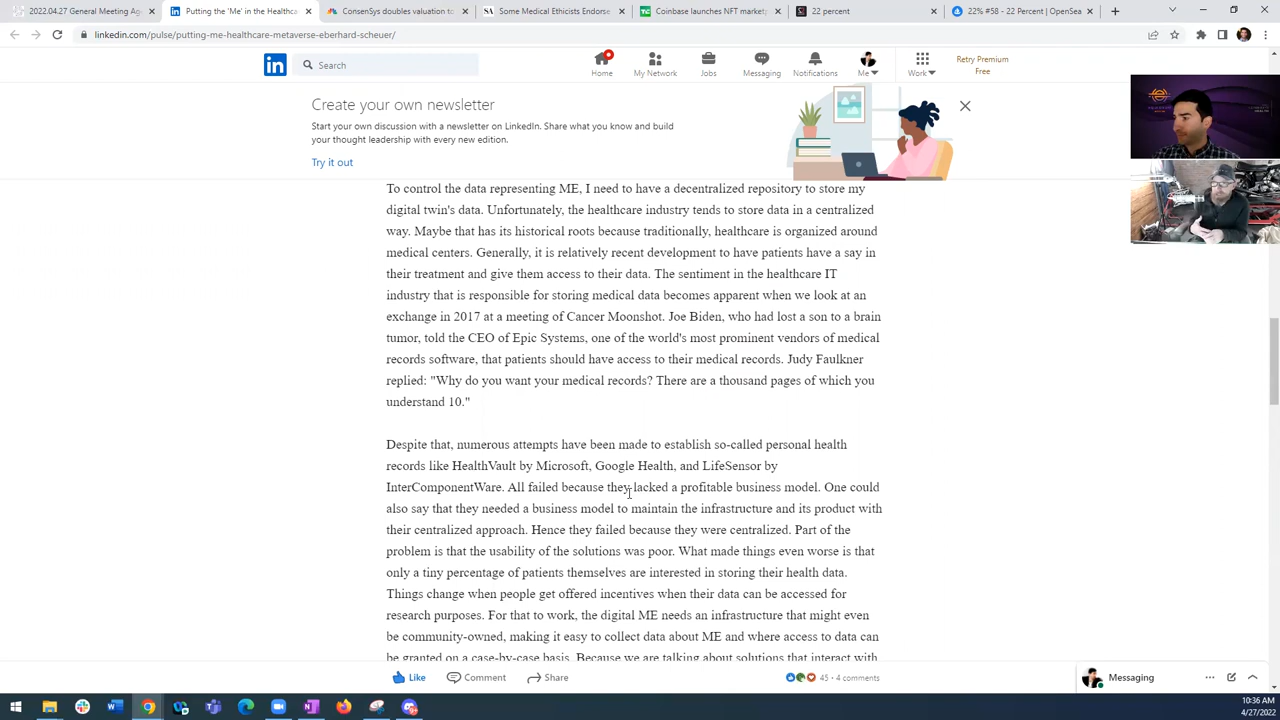 2022.04.27 General Meeting Ag
Putting the 'Me' in the Healthca
ConsenSys doubles valuation to
Some Medical Ethicists Endorse
Coinbase launches NFT market
22 percent
22% #58 - 22 Percent | OpenSea
linkedin.com/pulse/putting-me-healthcare-metaverse-eberhard-scheuer/
in
Search
Home
My Network
Jobs
Messaging
Notifications
Me
Work
Retry Premium
Free
Create your own newsletter
Start your own discussion with a newsletter on LinkedIn. Share what you know and build
your thought leadership with every new edition.
Try it out
To control the data representing ME, I need to have a decentralized repository to store my
digital twin's data. Unfortunately, the healthcare industry tends to store data in a centralized
way. Maybe that has its historical roots because traditionally, healthcare is organized around
medical centers. Generally, it is relatively recent development to have patients have a say in
their treatment and give them access to their data. The sentiment in the healthcare IT
industry that is responsible for storing medical data becomes apparent when we look at an
exchange in 2017 at a meeting of Cancer Moonshot. Joe Biden, who had lost a son to a brain
tumor, told the CEO of Epic Systems, one of the world's most prominent vendors of medical
records software, that patients should have access to their medical records. Judy Faulkner
replied: "Why do you want your medical records? There are a thousand pages of which you
understand 10."
Despite that, numerous attempts have been made to establish so-called personal health
records like HealthVault by Microsoft, Google Health, and LifeSensor by
InterComponentWare. All failed because they lacked a profitable business model. One could
also say that they needed a business model to maintain the infrastructure and its product with
their centralized approach. Hence they failed because they were centralized. Part of the
problem is that the usability of the solutions was poor. What made things even worse is that
only a tiny percentage of patients themselves are interested in storing their health data.
Things change when people get offered incentives when their data can be accessed for
research purposes. For that to work, the digital ME needs an infrastructure that might even
be community-owned, making it easy to collect data about ME and where access to data can
be granted on a case-by-case basis. Because we are talking about solutions that interact with
Like
Comment
Share
45 · 4 comments
Messaging
10:36 AM
4/27/2022